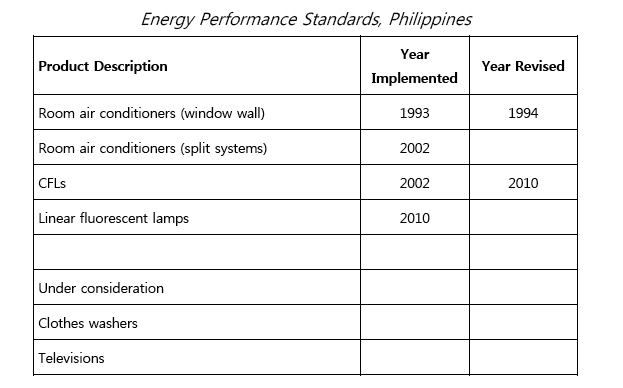 Energy Performance Standards, Philippines
Product Description Year Implemented Year Revised
Room air conditioners (window wall) 1993 1994
Room air conditioners (split systems) 2002
CFLs 2002 2010
Linear fluorescent lamps 2010
Under consideration
Clothes washers
Televisions